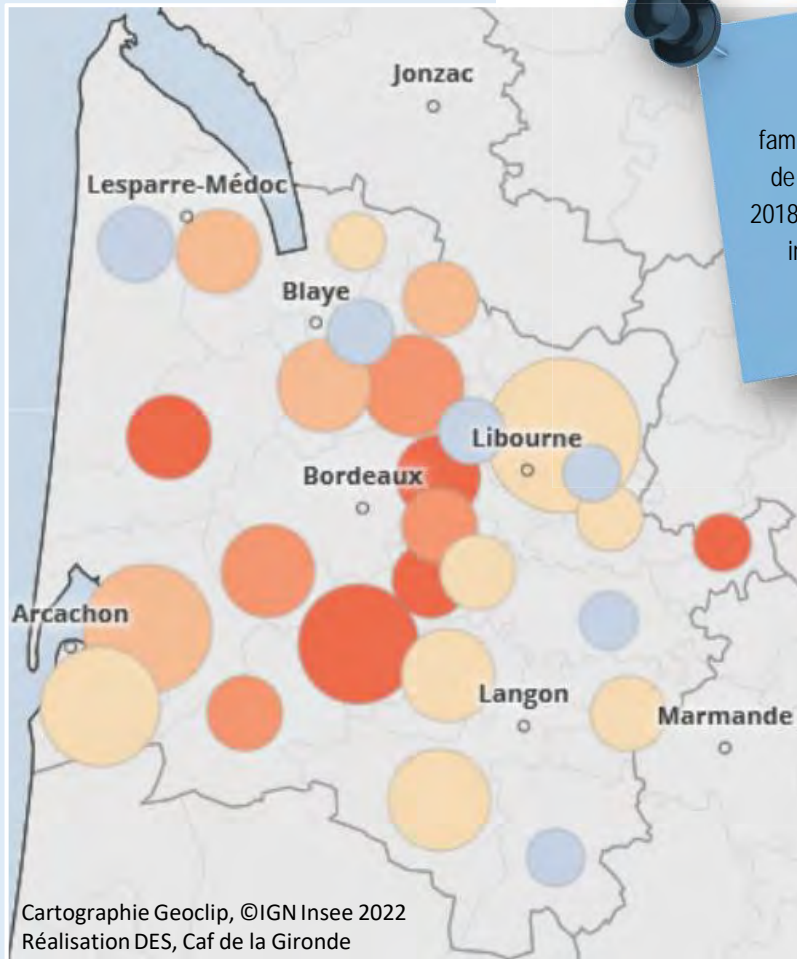 Jonzac
fam
de
2018
in
Lesparre-Médoc
Blaye
Libourne
Bordeaux
Arcachon
Langon
Marmande
Cartographie Geoclip, ©IGN Insee 2022
Réalisation DES, Caf de la Gironde